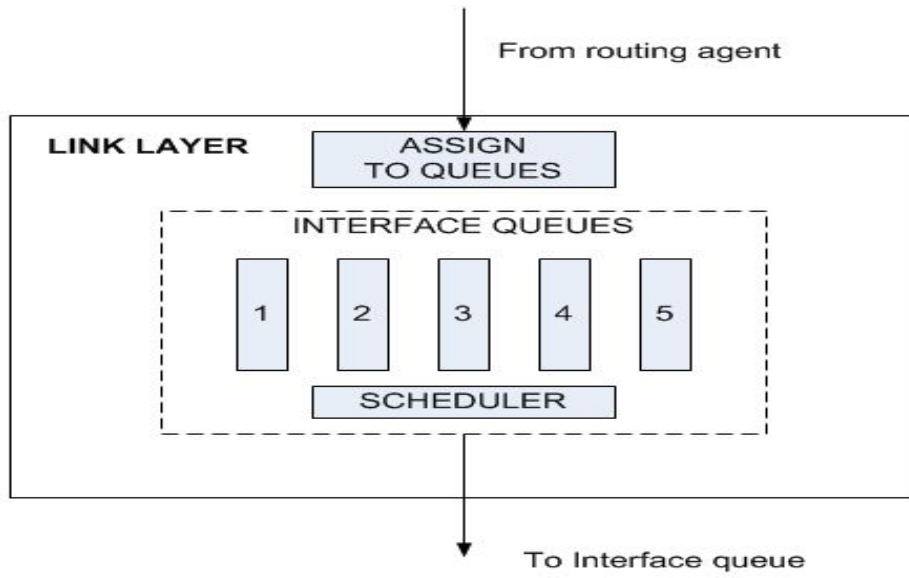 From routing agent
LINK LAYER
ASSIGN
TO QUEUES
INTERFACE QUEUES
1 2 3 4 5
SCHEDULER
To Interface queue